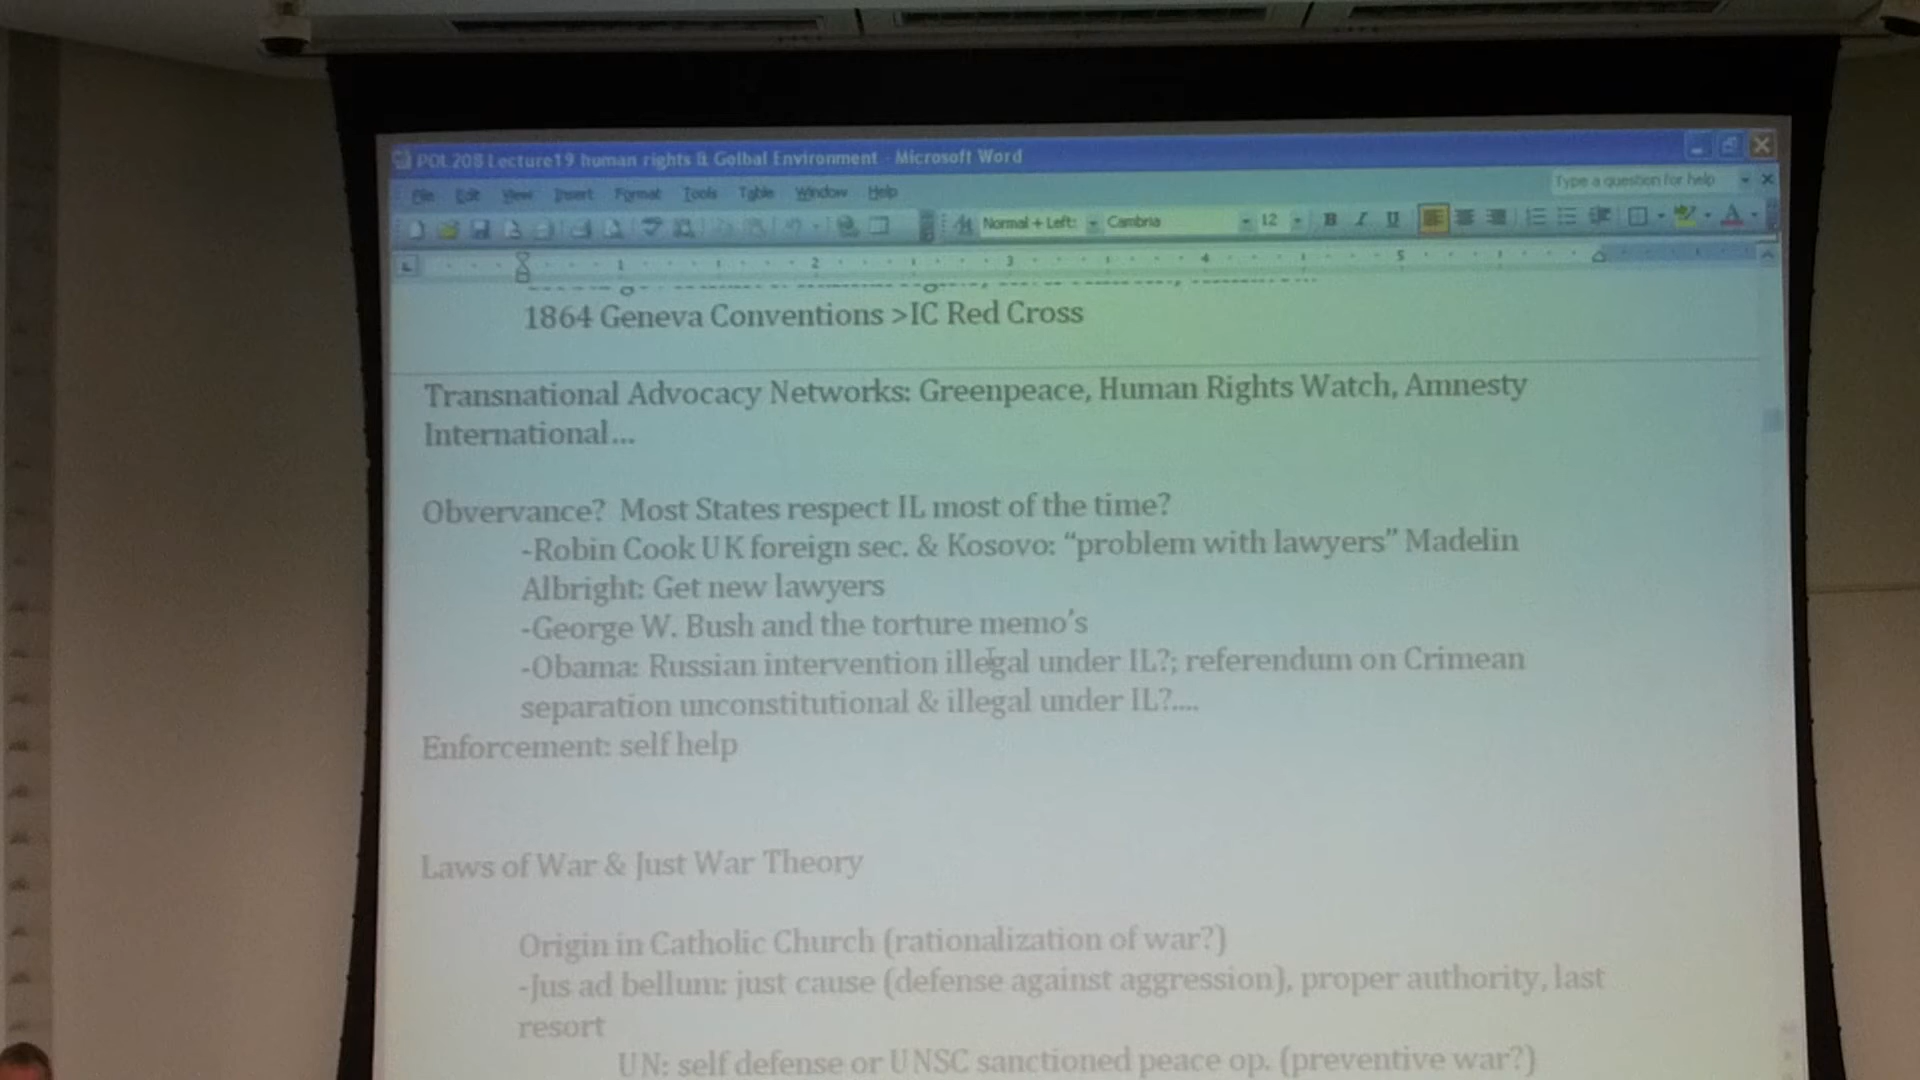 POL 208 Lecture19 human rights & Golbal Environment - Microsoft Word
File Edit View Insert Format Tools Table Window Help
Type a question for help
Normal + Left: Cambria 12 B I U
1 2 3 4 5
1864 Geneva Conventions >IC Red Cross
Transnational Advocacy Networks: Greenpeace, Human Rights Watch, Amnesty
International...
Obvervance? Most States respect IL most of the time?
-Robin Cook UK foreign sec. & Kosovo: “problem with lawyers” Madelin
Albright: Get new lawyers
-George W. Bush and the torture memo’s
-Obama: Russian intervention illegal under IL?; referendum on Crimean
separation unconstitutional & illegal under IL?....
Enforcement: self help
Laws of War & Just War Theory
Origin in Catholic Church (rationalization of war?)
-Jus ad bellum: just cause (defense against aggression), proper authority, last
resort
UN: self defense or UNSC sanctioned peace op. (preventive war?)